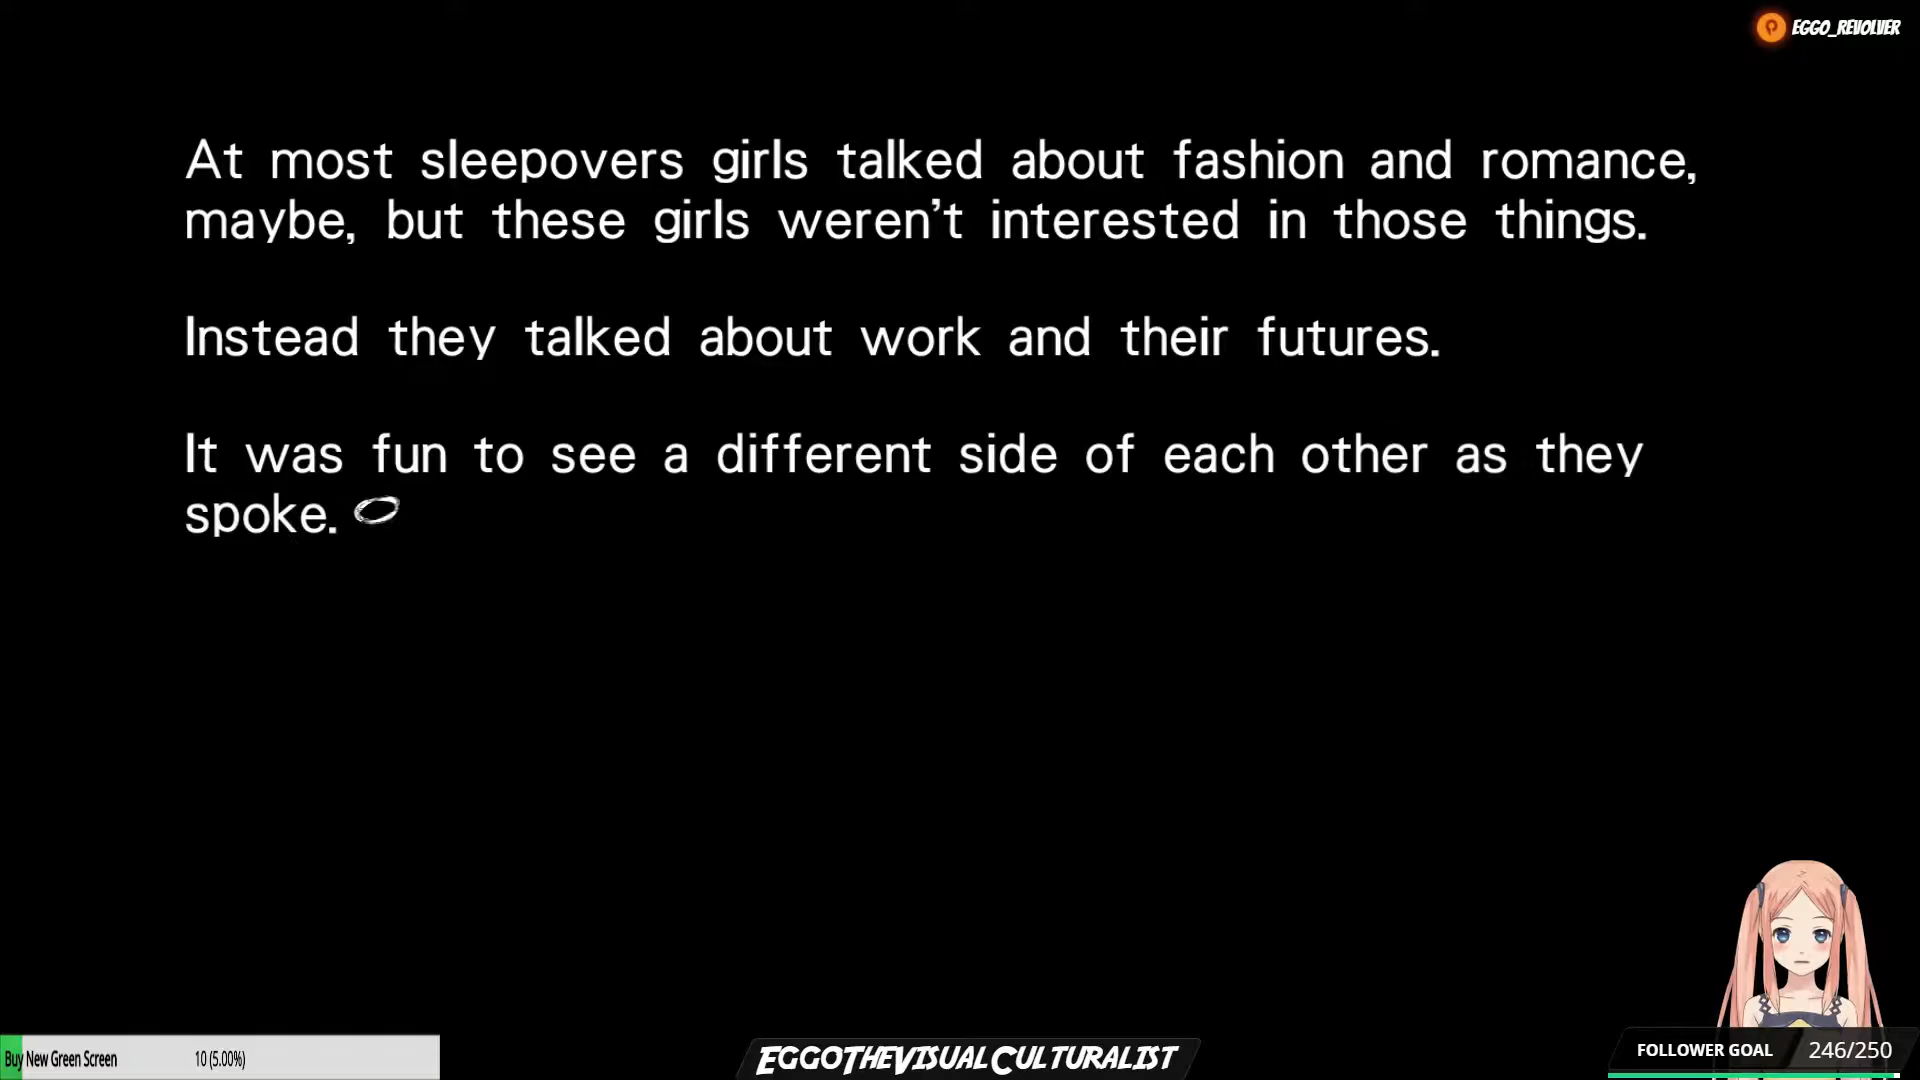 EGGO_REVOLVER
At most sleepovers girls talked about fashion and romance,
maybe, but these girls weren't interested in those things.
Instead they talked about work and their futures.
It was fun to see a different side of each other as they
spoke.
Buy New Green Screen 10 (5.00%)
EGGOTHEVISUALCULTURALIST
FOLLOWER GOAL 246/250